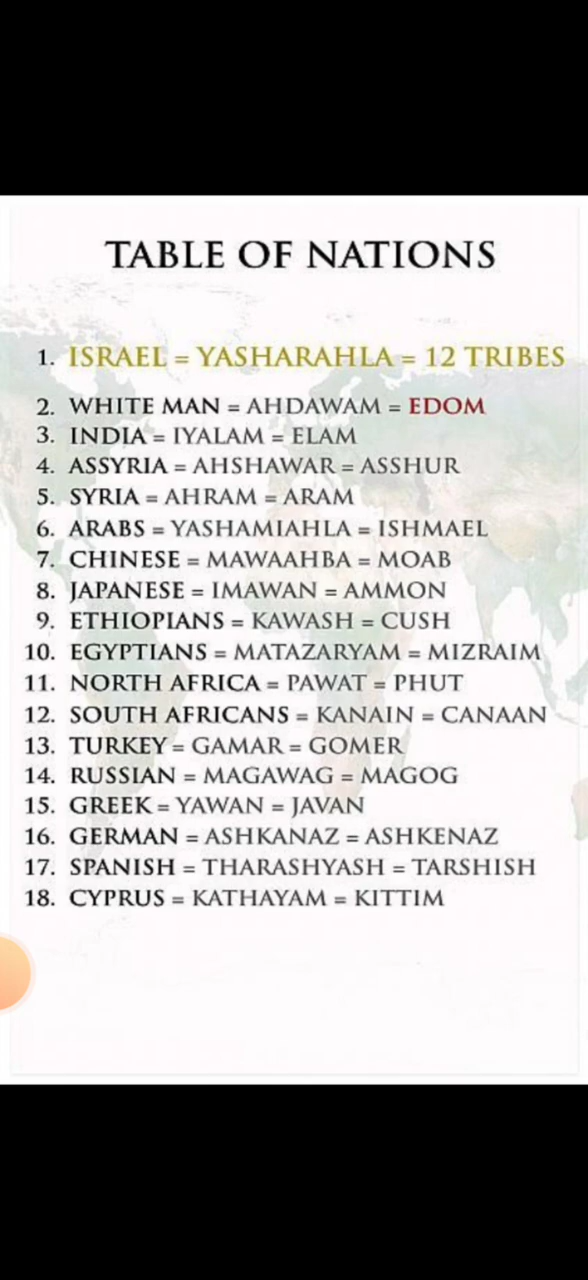 TABLE OF NATIONS
1. ISRAEL = YASHARAHLA = 12 TRIBES
2. WHITE MAN = AHDAWAM = EDOM
3. INDIA = IYALAM = ELAM
4. ASSYRIA = AHSHAWAR = ASSHUR
5. SYRIA = AHRAM = ARAM
6. ARABS = YASHAMIAHLA = ISHMAEL
7. CHINESE = MAWAAHBA = MOAB
8. JAPANESE = IMAWAN = AMMON
9. ETHIOPIANS = KAWASH = CUSH
10. EGYPTIANS = MATAZARYAM = MIZRAIM
11. NORTH AFRICA = PAWAT = PHUT
12. SOUTH AFRICANS = KANAIN = CANAAN
13. TURKEY = GAMAR = GOMER
14. RUSSIAN = MAGAWAG = MAGOG
15. GREEK = YAWAN = JAVAN
16. GERMAN = ASHKANAZ = ASHKENAZ
17. SPANISH = THARASHYASH = TARSHISH
18. CYPRUS = KATHAYAM = KITTIM